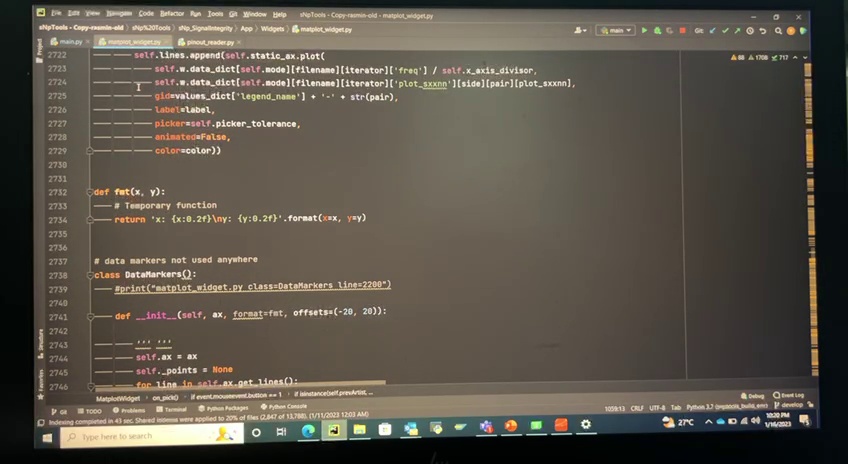 File Edit View Navigate Code Refactor Run Tools Git Window Help sNpTools - Copy-rasmin-old - matplot_widget.py
sNpTools - Copy-rasmin-old sNp%20Tools sNp_SignalIntegrity App Widgets matplot_widget.py main Git:
main.py matplot_widget.py pinout_reader.py
Project
88 1708 717
2722 self.lines.append(self.static_ax.plot(
2723 self.w.data_dict[self.mode][filename][iterator]['freq'] / self.x_axis_divisor,
2724 self.w.data_dict[self.mode][filename][iterator]['plot_sxxnn'][side][pair][plot_sxxnn],
2725 gid=values_dict['legend_name'] + '-' + str(pair),
2726 label=label,
2727 picker=self.picker_tolerance,
2728 animated=False,
2729 color=color))
2730
2731
2732 def fmt(x, y):
2733 # Temporary function
2734 return 'x: {x:0.2f}\ny: {y:0.2f}'.format(x=x, y=y)
2735
2736
2737 # data markers not used anywhere
2738 class DataMarkers():
2739 #print("matplot_widget.py class=DataMarkers line=2200")
2740
2741 def __init__(self, ax, format=fmt, offsets=(-20, 20)):
2742
2743 ''' '''
2744 self.ax = ax
2745 self._points = None
2746 for line in self.ax.get_lines():
Structure
Favorites
MatplotWidget on_pick() if event.mouseevent.button == 1 if isinstance(self.prevArtist, ...
Git TODO Problems Terminal Python Packages Python Console Debug Event Log
Indexing completed in 43 sec. Shared indexes were applied to 20% of files (2,847 of 13,788). (1/11/2023 12:03 AM) 1059:13 CRLF UTF-8 Tab develop
Type here to search 27°C 10:20 PM
1/16/2023